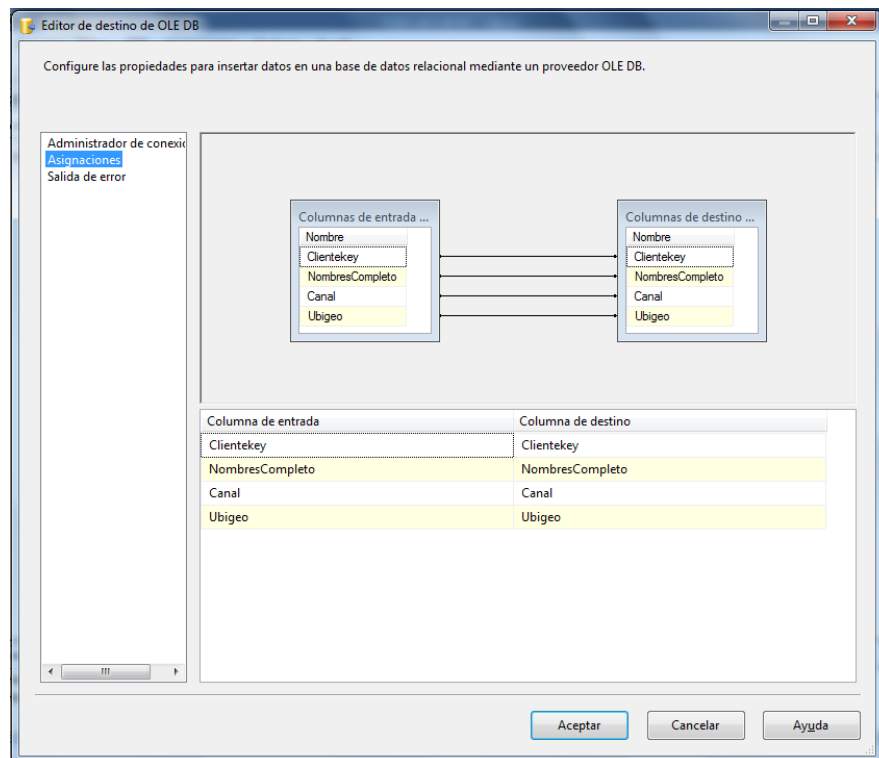 Editor de destino de OLE DB
Configure las propiedades para insertar datos en una base de datos relacional mediante un proveedor OLE DB.
Administrador de conexic
Asignaciones
Salida de error
Columnas de entrada ...
Nombre
Clientekey
NombresCompleto
Canal
Ubigeo
Columnas de destino ...
Nombre
Clientekey
NombresCompleto
Canal
Ubigeo
Columna de entrada Columna de destino
Clientekey Clientekey
NombresCompleto NombresCompleto
Canal Canal
Ubigeo Ubigeo
Aceptar Cancelar Ayuda